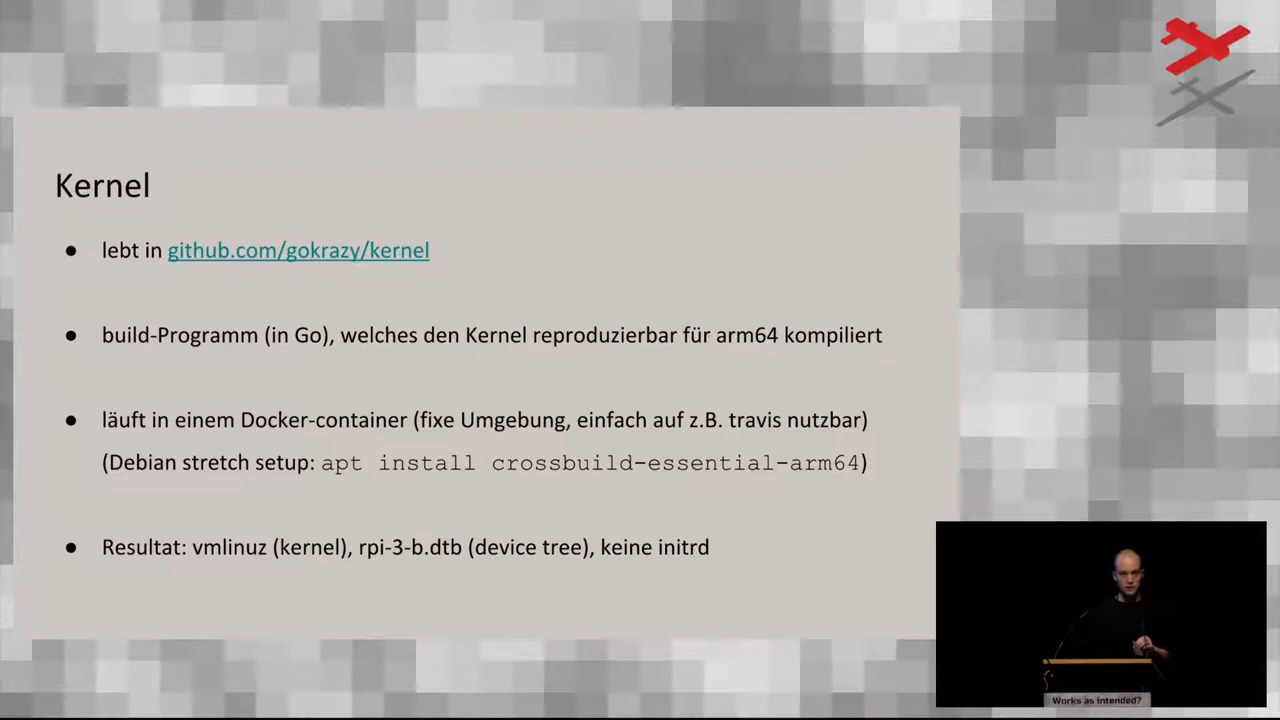 Kernel
● lebt in github.com/gokrazy/kernel
● build-Programm (in Go), welches den Kernel reproduzierbar für arm64 kompiliert
● läuft in einem Docker-container (fixe Umgebung, einfach auf z.B. travis nutzbar)
(Debian stretch setup: apt install crossbuild-essential-arm64)
● Resultat: vmlinuz (kernel), rpi-3-b.dtb (device tree), keine initrd
Works as intended?